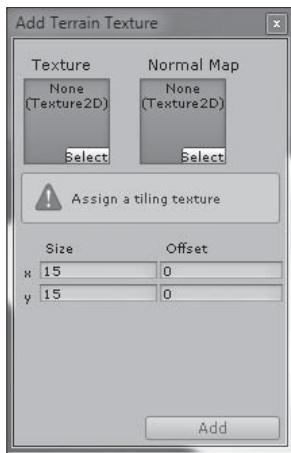 Add Terrain Texture x
Texture Normal Map
None None
(Texture2D) (Texture2D)
Select Select
Assign a tiling texture
Size Offset
x 15 0
y 15 0
Add